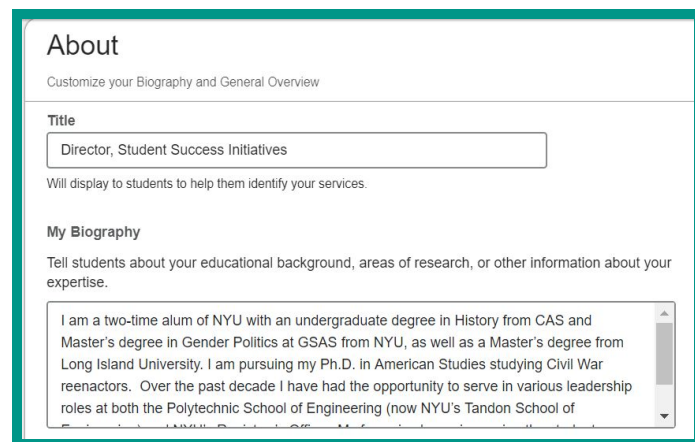 About
Customize your Biography and General Overview
Title
Director, Student Success Initiatives
Will display to students to help them identify your services.
My Biography
Tell students about your educational background, areas of research, or other information about your
expertise.
I am a two-time alum of NYU with an undergraduate degree in History from CAS and
Master’s degree in Gender Politics at GSAS from NYU, as well as a Master’s degree from
Long Island University. I am pursuing my Ph.D. in American Studies studying Civil War
reenactors.  Over the past decade I have had the opportunity to serve in various leadership
roles at both the Polytechnic School of Engineering (now NYU’s Tandon School of